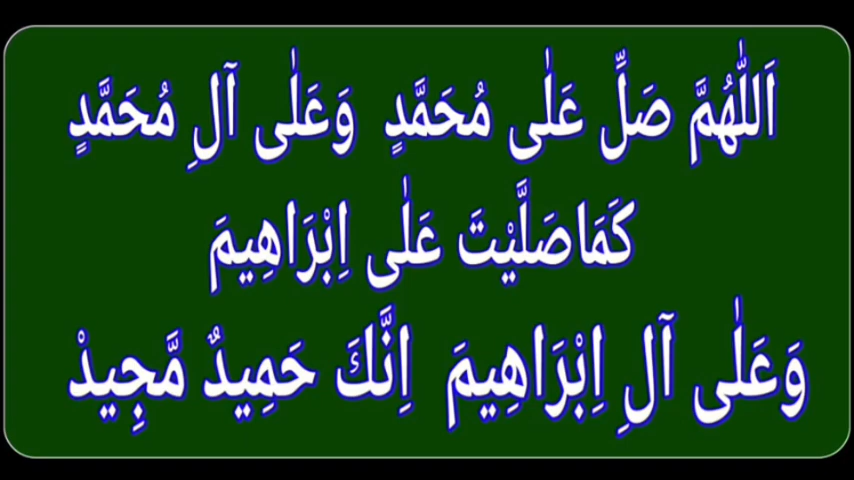 اَللّٰهُمَّ صَلِّ عَلٰى مُحَمَّدٍ وَعَلٰى آلِ مُحَمَّدٍ
كَمَاصَلَّيْتَ عَلٰى اِبْرَاهِيمَ
وَعَلٰى آلِ اِبْرَاهِيمَ اِنَّكَ حَمِيدٌ مَّجِيدْ